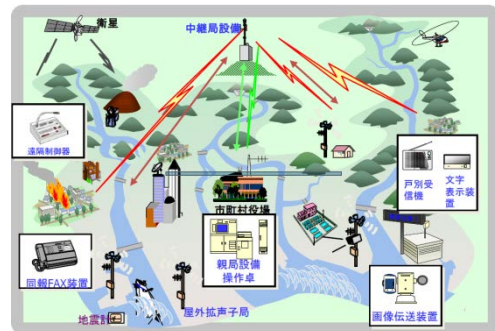 衛星
中継局設備
遠隔制御器
戸別受
信機
文字
表示装
置
市町村役場
親局設備
操作卓
同報FAX装置
屋外拡声子局
画像伝送装置
地震計